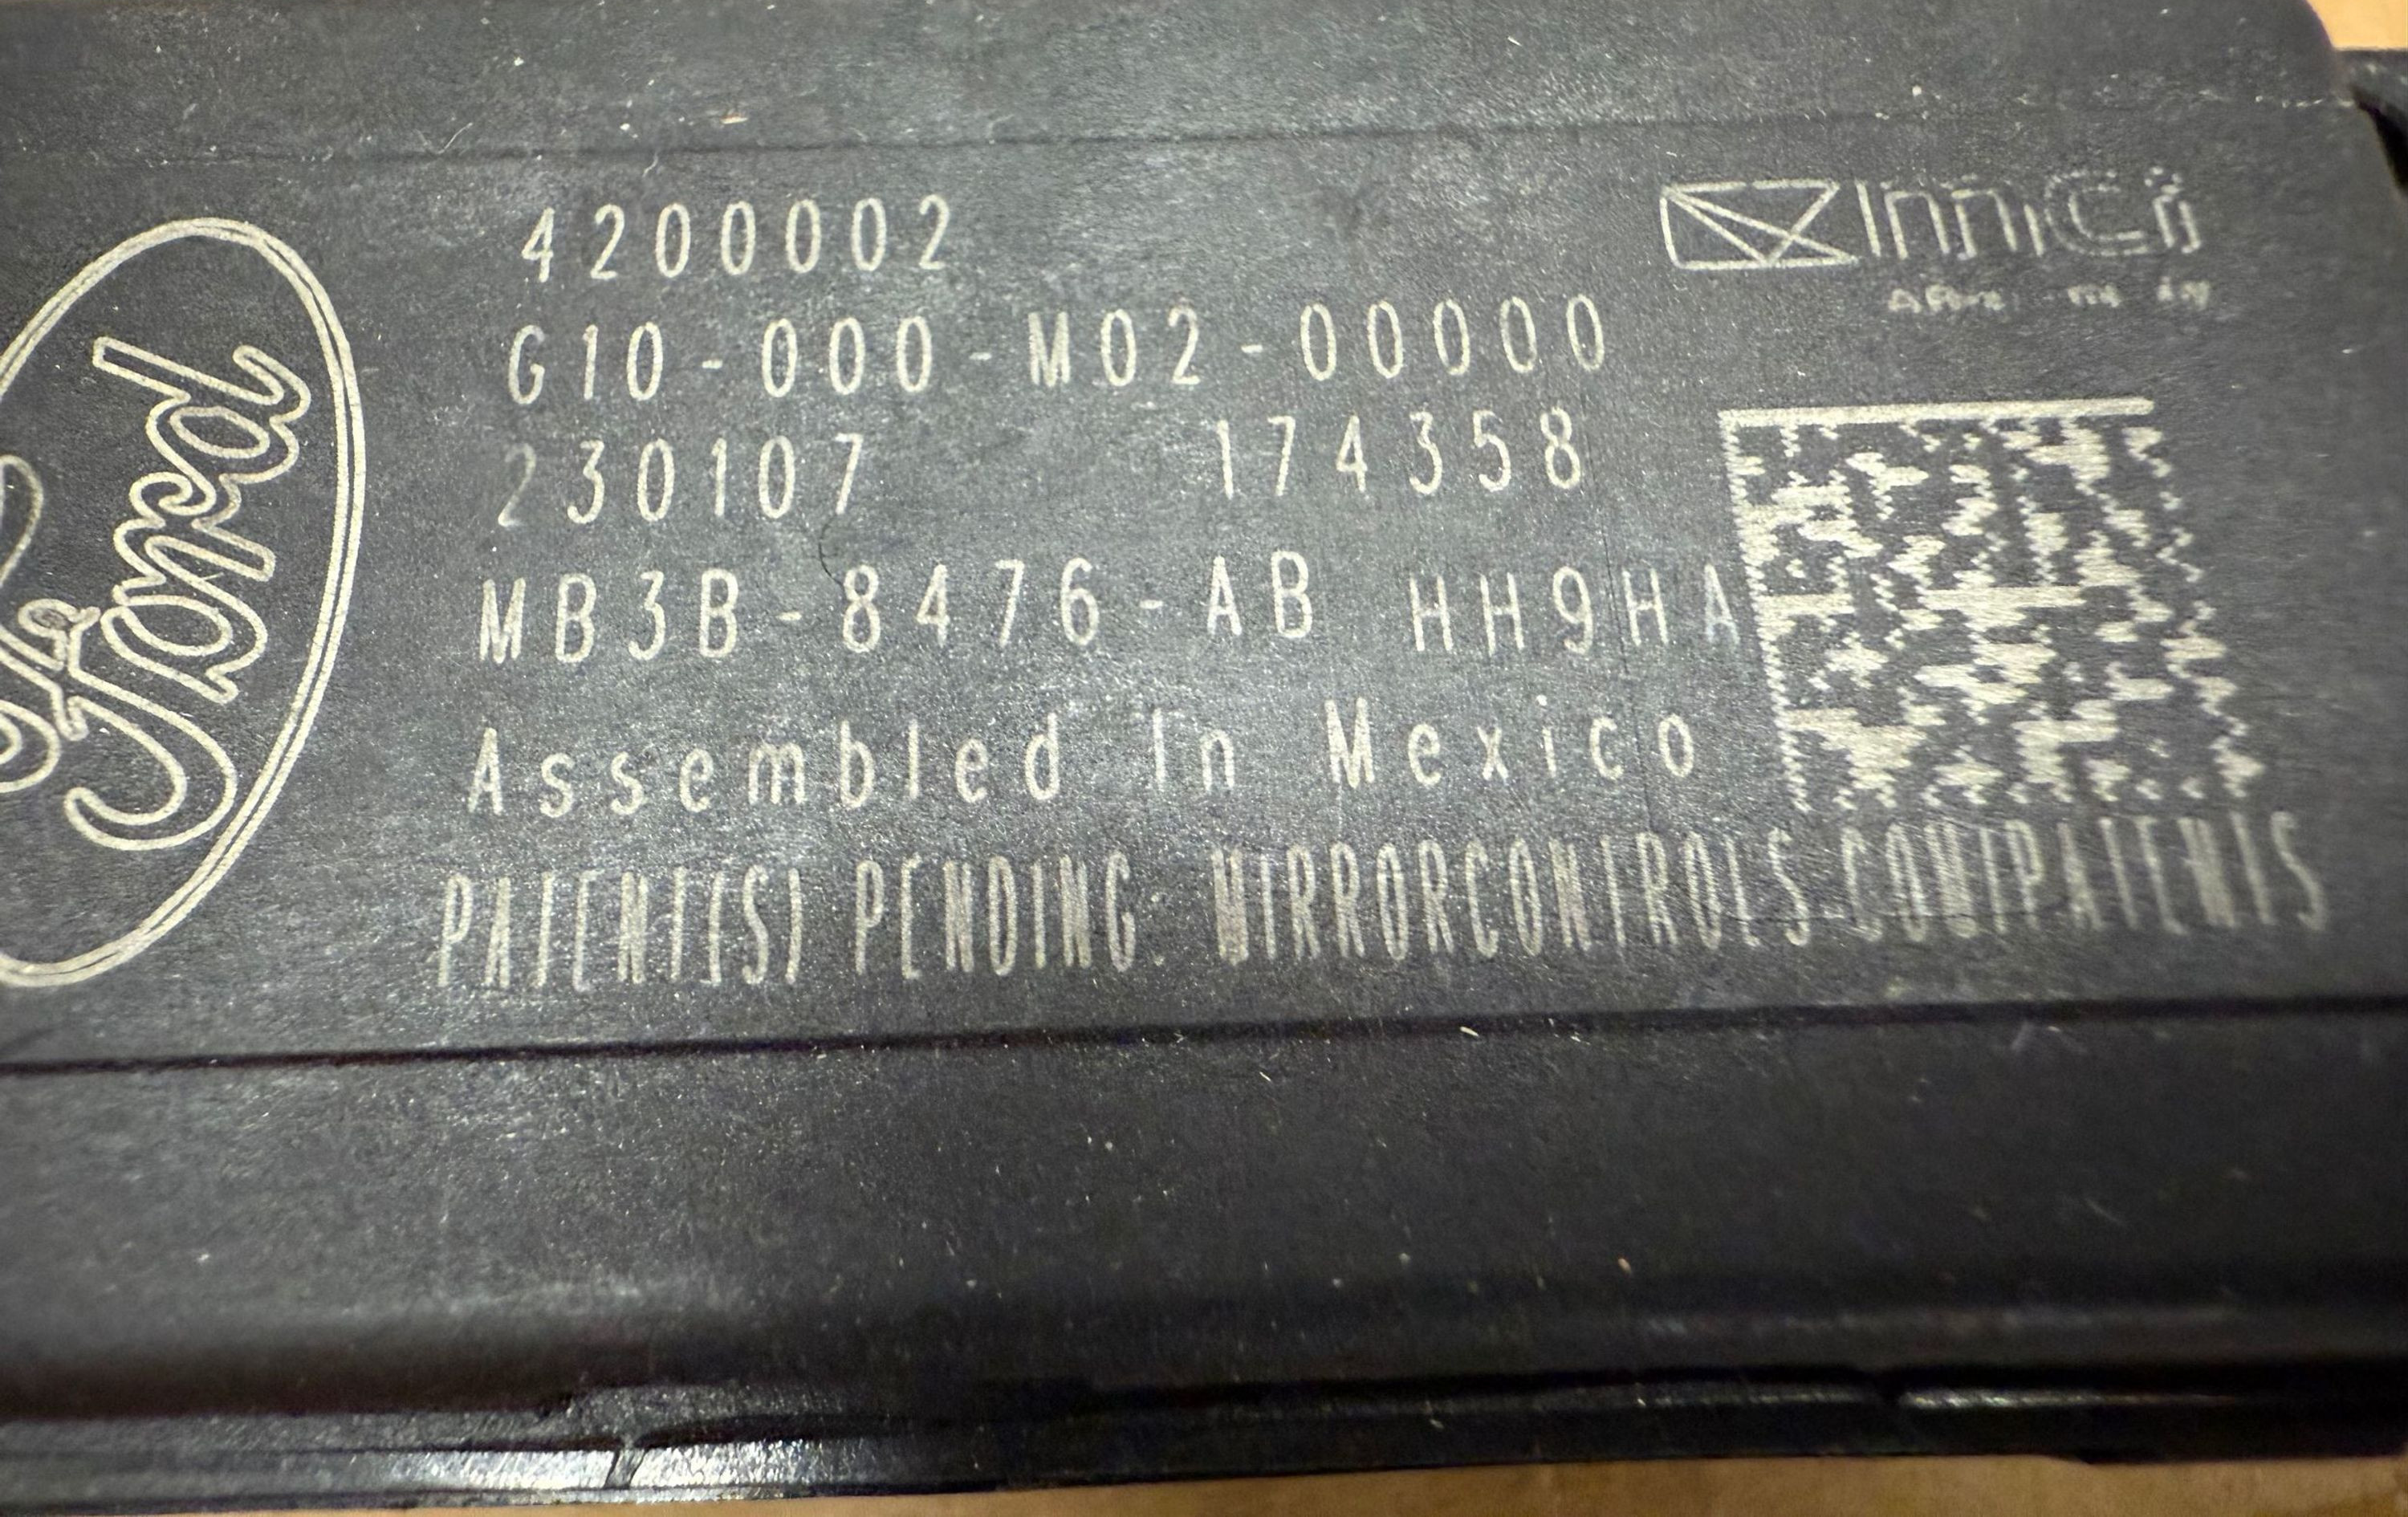 Ford
4200002
G10-000-M02-00000
230107 174358
MB3B-8476-AB HH9HA
Assembled In Mexico
PATENT(S) PENDING: MIRRORCONTROLS.COM/PATENTS